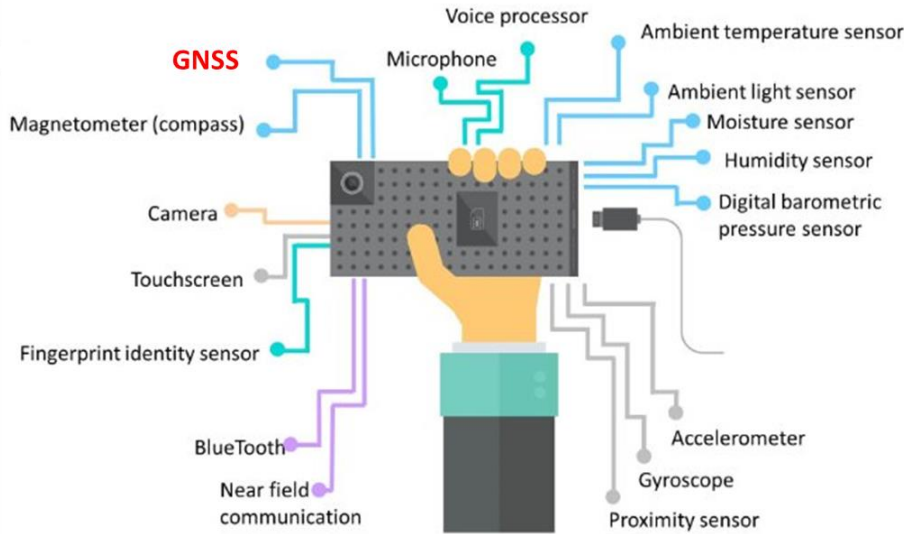 Voice processor
Microphone
GNSS
Magnetometer (compass)
Camera
Touchscreen
Fingerprint identity sensor
BlueTooth
Near field
communication
Ambient temperature sensor
Ambient light sensor
Moisture sensor
Humidity sensor
Digital barometric
pressure sensor
Accelerometer
Gyroscope
Proximity sensor